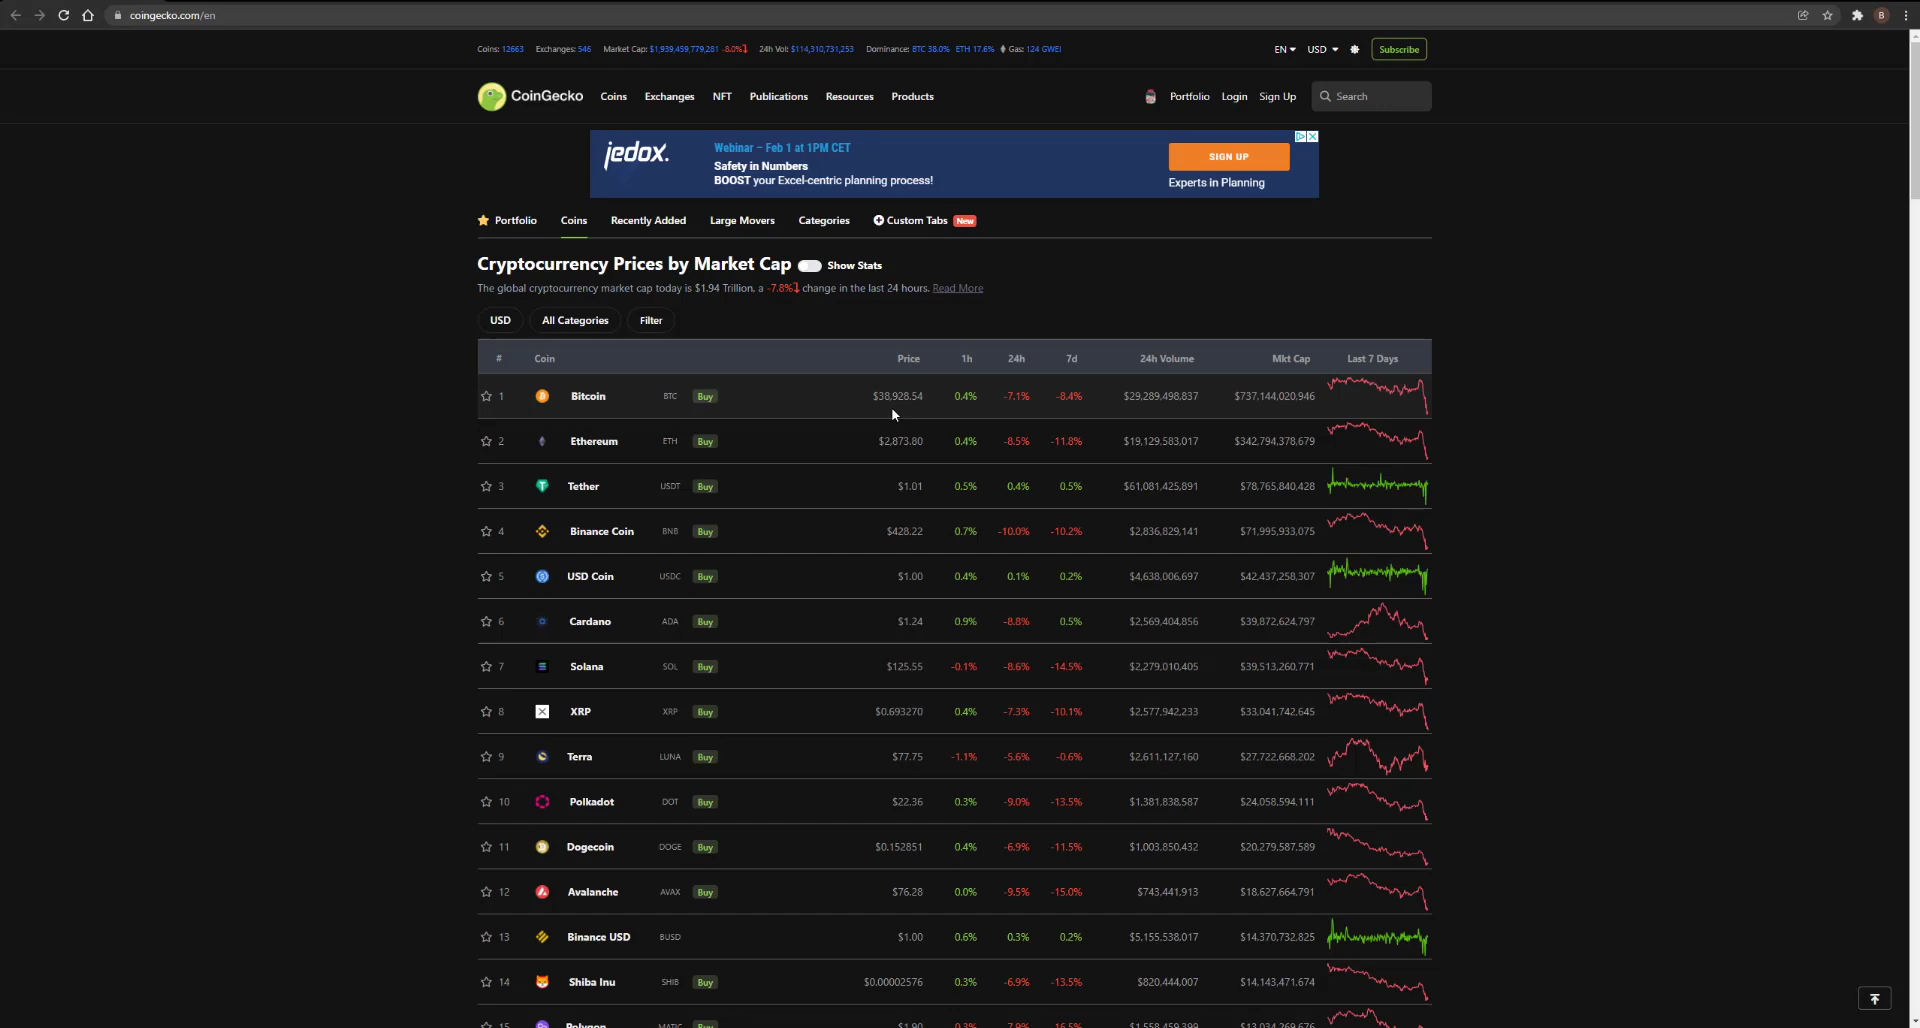 coingecko.com/en
B
Coins: 12663 Exchanges: 546 Market Cap: $1,939,459,779,281 -8.0% 24h Vol: $114,310,731,253 Dominance: BTC 38.0% ETH 17.6% Gas: 124 GWEI EN USD Subscribe
CoinGecko Coins Exchanges NFT Publications Resources Products Portfolio Login Sign Up Search
jedox.
Webinar – Feb 1 at 1PM CET
Safety in Numbers
BOOST your Excel-centric planning process!
SIGN UP
Experts in Planning
Portfolio Coins Recently Added Large Movers Categories Custom Tabs New
Cryptocurrency Prices by Market Cap Show Stats
The global cryptocurrency market cap today is $1.94 Trillion, a -7.8% change in the last 24 hours. Read More
USD All Categories Filter
# Coin Price 1h 24h 7d 24h Volume Mkt Cap Last 7 Days
1 Bitcoin BTC Buy $38,928.54 0.4% -7.1% -8.4% $29,289,498,837 $737,144,020,946
2 Ethereum ETH Buy $2,873.80 0.4% -8.5% -11.8% $19,129,583,017 $342,794,378,679
3 Tether USDT Buy $1.01 0.5% 0.4% 0.5% $61,081,425,891 $78,765,840,428
4 Binance Coin BNB Buy $428.22 0.7% -10.0% -10.2% $2,836,829,141 $71,995,933,075
5 USD Coin USDC Buy $1.00 0.4% 0.1% 0.2% $4,638,006,697 $42,437,258,307
6 Cardano ADA Buy $1.24 0.9% -8.8% 0.5% $2,569,404,856 $39,872,624,797
7 Solana SOL Buy $125.55 -0.1% -8.6% -14.5% $2,279,010,405 $39,513,260,771
8 XRP XRP Buy $0.693270 0.4% -7.3% -10.1% $2,577,942,233 $33,041,742,645
9 Terra LUNA Buy $77.75 -1.1% -5.6% -0.6% $2,611,127,160 $27,722,668,202
10 Polkadot DOT Buy $22.36 0.3% -9.0% -13.5% $1,381,838,587 $24,058,594,111
11 Dogecoin DOGE Buy $0.152851 0.4% -6.9% -11.5% $1,003,850,432 $20,279,587,589
12 Avalanche AVAX Buy $76.28 0.0% -9.5% -15.0% $743,441,913 $18,627,664,791
13 Binance USD BUSD $1.00 0.6% 0.3% 0.2% $5,155,538,017 $14,370,732,825
14 Shiba Inu SHIB Buy $0.00002576 0.3% -6.9% -13.5% $820,444,007 $14,143,471,674
15 Polygon MATIC Buy $1.90 0.3% -7.9% -16.5% $1,558,459,399 $13,034,269,676